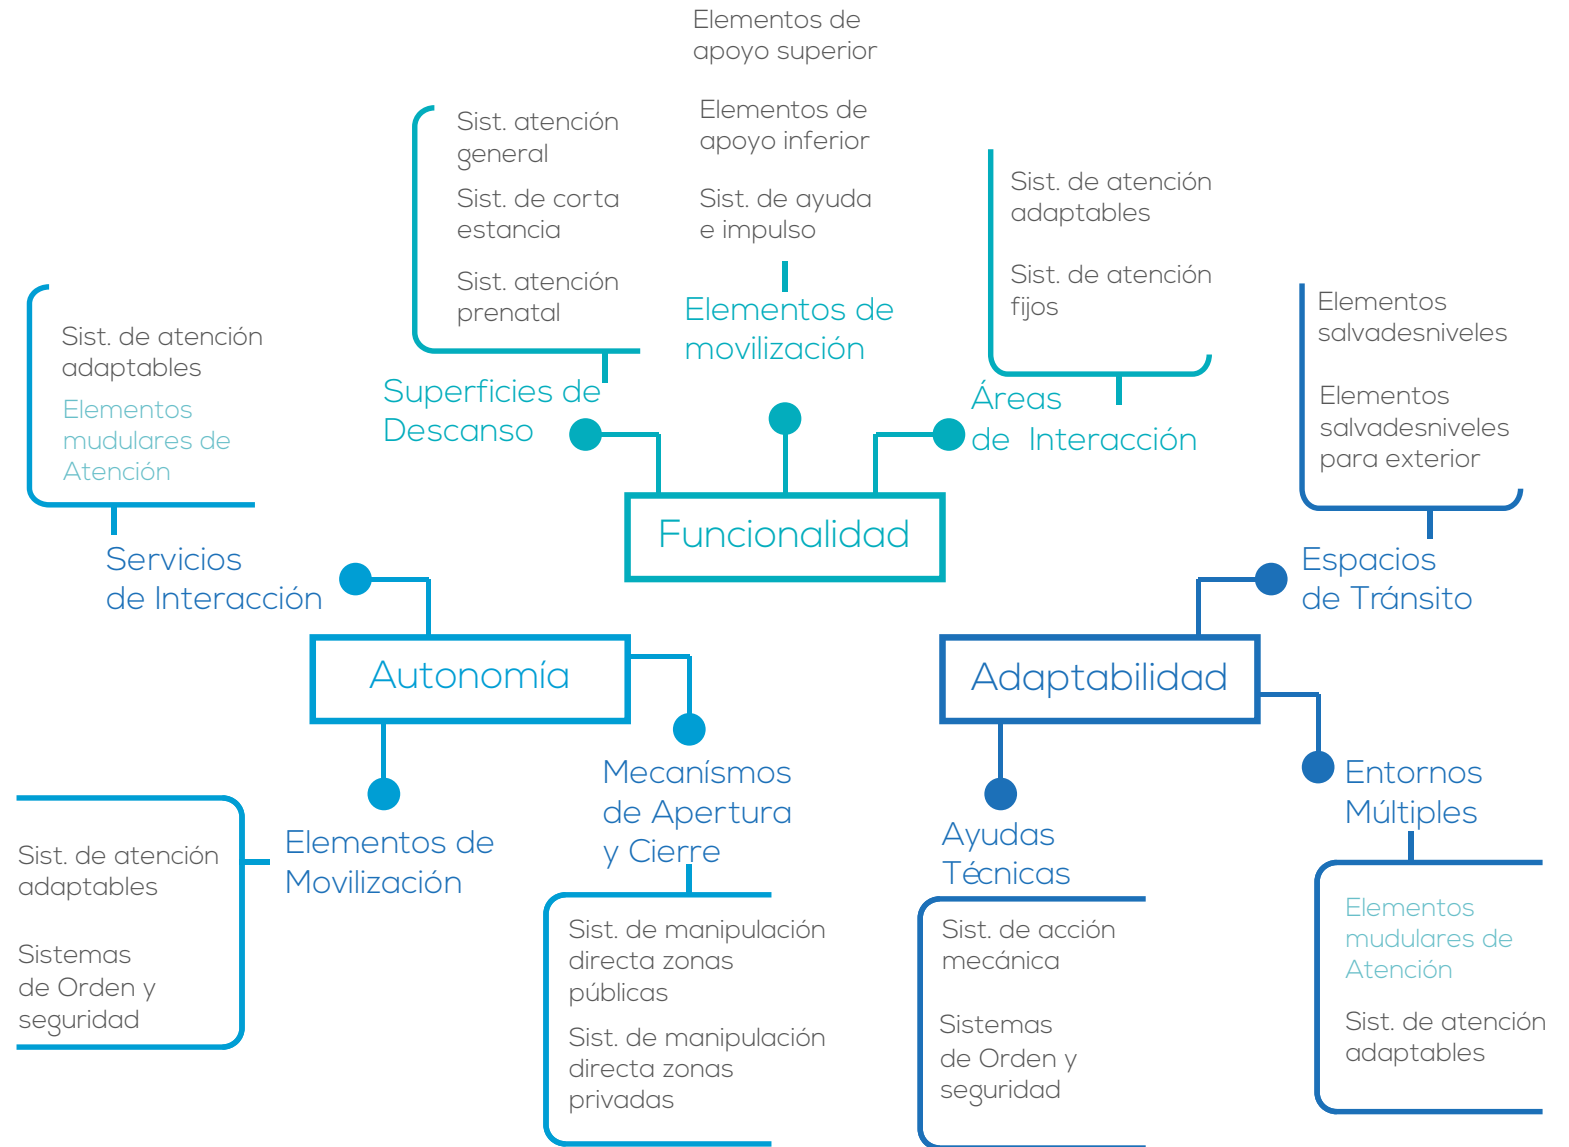 Elementos de
apoyo superior
Elementos de
apoyo inferior
Sist. de ayuda
e impulso
Elementos de
movilización
Sist. atención
general
Sist. de corta
estancia
Sist. atención
prenatal
Superficies de
Descanso
Sist. de atención
adaptables
Sist. de atención
fijos
Áreas
de Interacción
Funcionalidad
Sist. de atención
adaptables
Elementos
mudulares de
Atención
Servicios
de Interacción
Autonomía
Sist. de atención
adaptables
Sistemas
de Orden y
seguridad
Elementos de
Movilización
Mecanísmos
de Apertura
y Cierre
Sist. de manipulación
directa zonas
públicas
Sist. de manipulación
directa zonas
privadas
Elementos
salvadesniveles
Elementos
salvadesniveles
para exterior
Espacios
de Tránsito
Adaptabilidad
Ayudas
Técnicas
Sist. de acción
mecánica
Sistemas
de Orden y
seguridad
Entornos
Múltiples
Elementos
mudulares de
Atención
Sist. de atención
adaptables